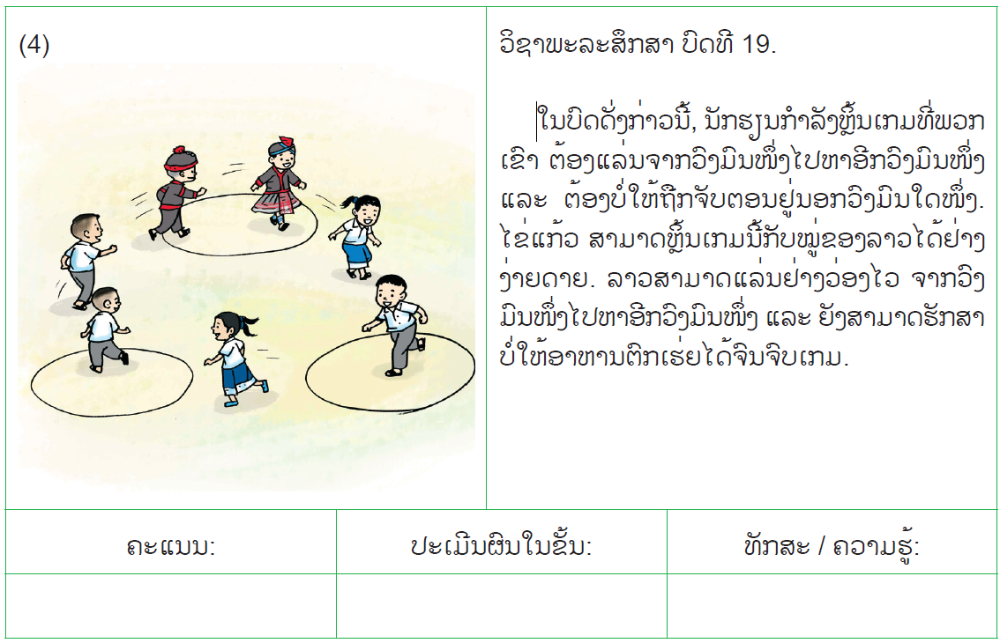 (4)
ວິຊາພະລະສຶກສາ ບົດທີ 19.
ໃນບົດດັ່ງກ່າວນີ້, ນັກຮຽນກຳລັງຫຼິ້ນເກມທີ່ພວກ
ເຂົາ ຕ້ອງແລ່ນຈາກວົງມົນໜຶ່ງໄປຫາອີກວົງມົນໜຶ່ງ
ແລະ ຕ້ອງບໍ່ໃຫ້ຖືກຈັບຕອນຢູ່ນອກວົງມົນໃດໜຶ່ງ.
ໄຂ່ແກ້ວ ສາມາດຫຼິ້ນເກມນີ້ກັບໝູ່ຂອງລາວໄດ້ຢ່າງ
ງ່າຍດາຍ. ລາວສາມາດແລ່ນຢ່າງວ່ອງໄວ ຈາກວົງ
ມົນໜຶ່ງໄປຫາອີກວົງມົນໜຶ່ງ ແລະ ຍັງສາມາດຮັກສາ
ບໍ່ໃຫ້ອາຫານຕົກເຮ່ຍໄດ້ຈົນຈົບເກມ.
ຄະແນນ:
ປະເມີນຜົນໃນຂັ້ນ:
ທັກສະ / ຄວາມຮູ້: